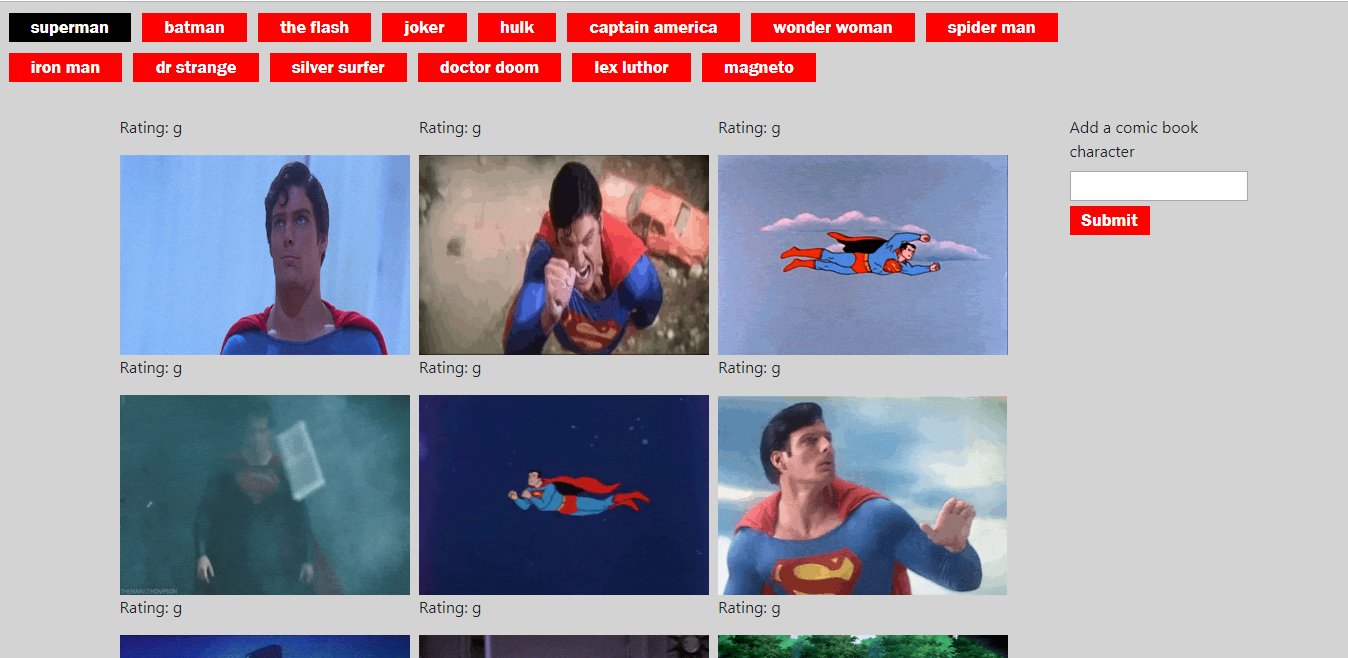 superman batman the flash joker hulk captain america wonder woman spider man
iron man dr strange silver surfer doctor doom lex luthor magneto
Rating: g Rating: g Rating: g
Add a comic book
character
Submit
Rating: g Rating: g Rating: g
Rating: g Rating: g Rating: g